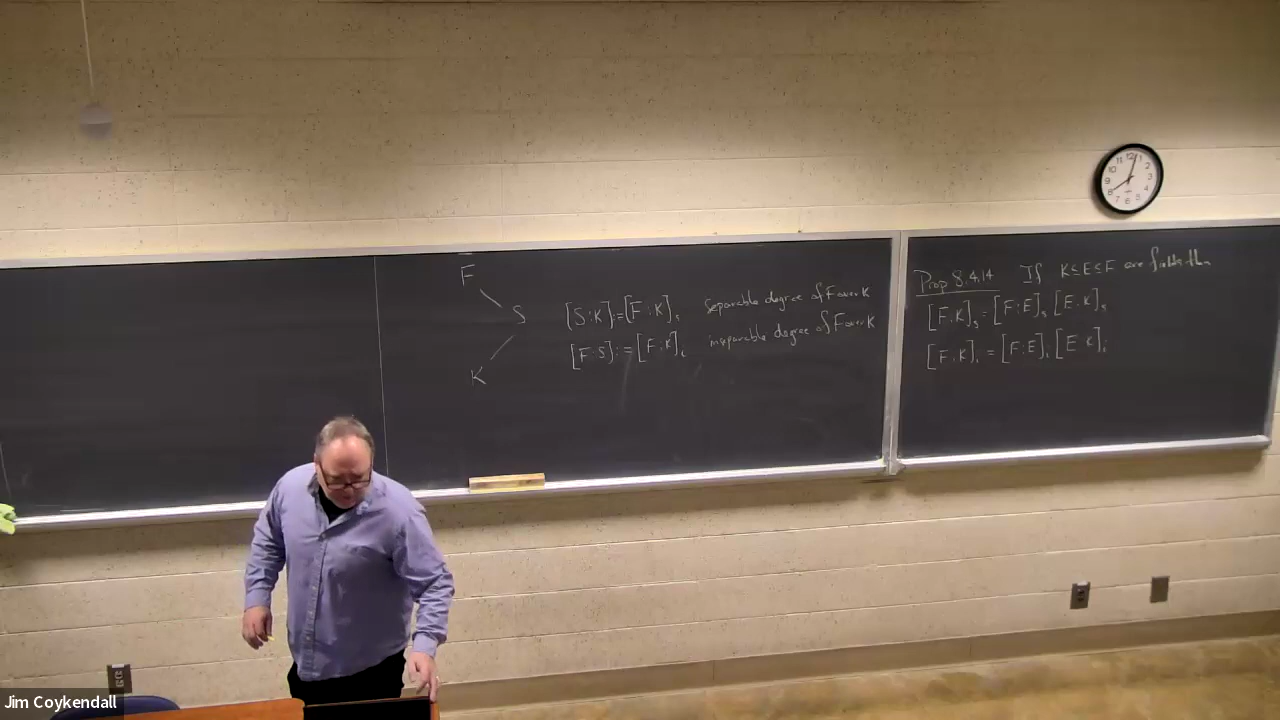 F
S
K
[S:K]:=[F:K]ₛ separable degree of F over K
[F:S]:=[F:K]ᵢ inseparable degree of F over K
Prop 8.4.14 If K≤E≤F are fields then
[F:K]ₛ=[F:E]ₛ[E:K]ₛ
[F:K]ᵢ=[F:E]ᵢ[E:K]ᵢ
Jim Coykendall